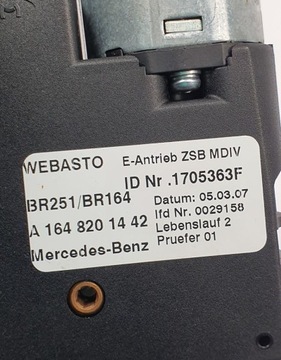 WEBASTO E-Antrieb ZSB MDIV
ID Nr .1705363F
BR251/BR164 Datum: 05.03.07
A 164 820 14 42 lfd Nr. 0029158
Lebenslauf 2
Mercedes-Benz Pruefer 01